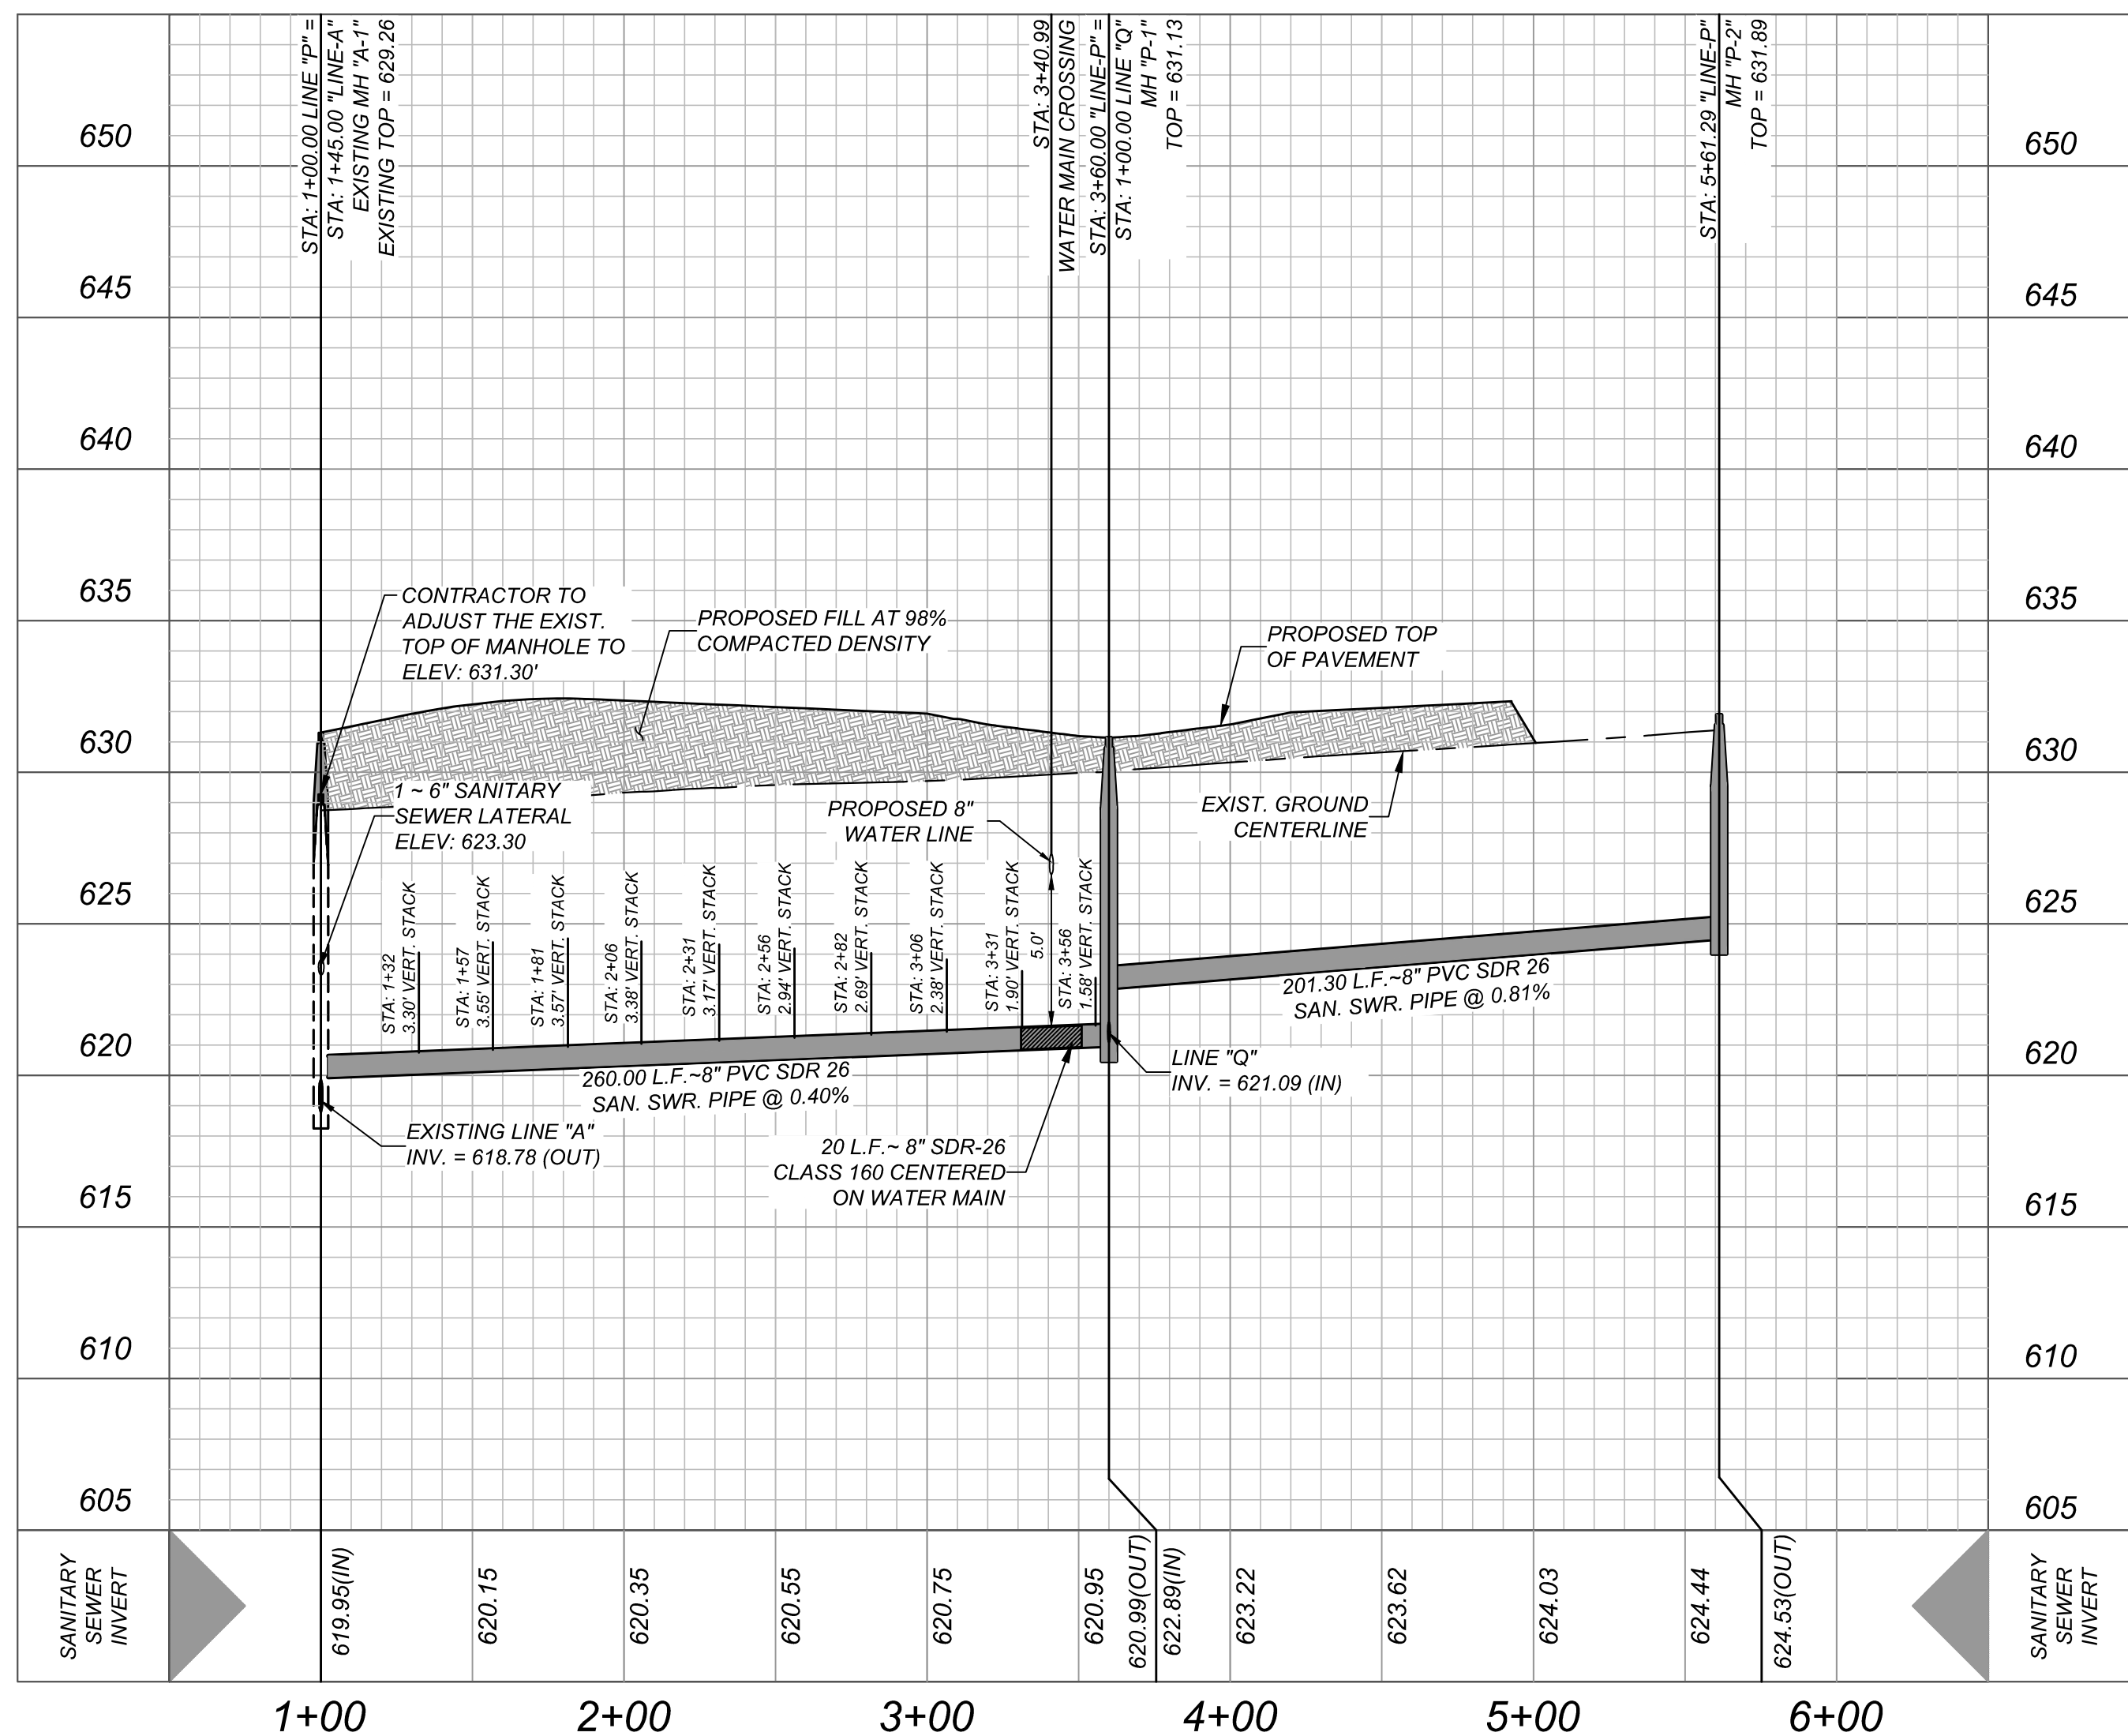 STA: 1+00.00 LINE "P" =
STA: 1+45.00 "LINE-A"
EXISTING MH "A-1"
EXISTING TOP = 629.26
STA: 3+40.99
WATER MAIN CROSSING
STA: 3+60.00 "LINE-P" =
STA: 1+00.00 LINE "Q"
MH "P-1"
TOP = 631.13
STA: 5+61.29 "LINE-P"
MH "P-2"
TOP = 631.89
650
645
640
635
630
625
620
615
610
605
650
645
640
635
630
625
620
615
610
605
CONTRACTOR TO
ADJUST THE EXIST.
TOP OF MANHOLE TO
ELEV: 631.30'
PROPOSED FILL AT 98%
COMPACTED DENSITY
PROPOSED TOP
OF PAVEMENT
1 ~ 6" SANITARY
SEWER LATERAL
ELEV: 623.30
PROPOSED 8"
WATER LINE
EXIST. GROUND
CENTERLINE
STA: 1+32
3.30' VERT. STACK
STA: 1+57
3.55' VERT. STACK
STA: 1+81
3.57' VERT. STACK
STA: 2+06
3.38' VERT. STACK
STA: 2+31
3.17' VERT. STACK
STA: 2+56
2.94' VERT. STACK
STA: 2+82
2.69' VERT. STACK
STA: 3+06
2.38' VERT. STACK
STA: 3+31
1.90' VERT. STACK
5.0'
STA: 3+56
1.58' VERT. STACK
260.00 L.F.~8" PVC SDR 26
SAN. SWR. PIPE @ 0.40%
201.30 L.F.~8" PVC SDR 26
SAN. SWR. PIPE @ 0.81%
LINE "Q"
INV. = 621.09 (IN)
EXISTING LINE "A"
INV. = 618.78 (OUT)
20 L.F.~ 8" SDR-26
CLASS 160 CENTERED
ON WATER MAIN
SANITARY
SEWER
INVERT
619.95(IN)
620.15
620.35
620.55
620.75
620.95
620.99(OUT)
622.89(IN)
623.22
623.62
624.03
624.44
624.53(OUT)
SANITARY
SEWER
INVERT
1+00
2+00
3+00
4+00
5+00
6+00